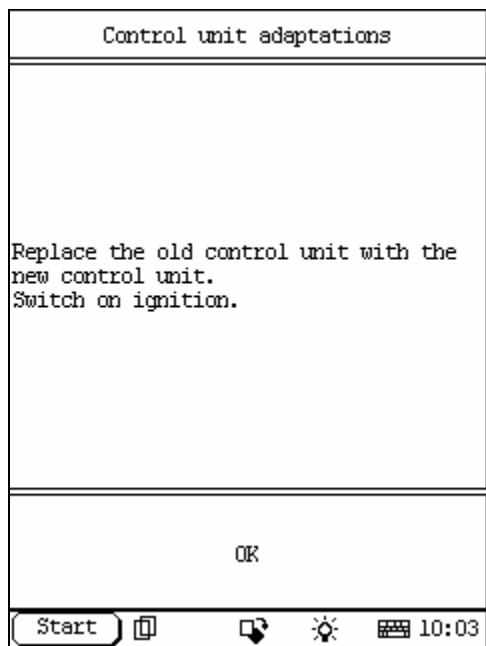 Control unit adaptations
Replace the old control unit with the
new control unit.
Switch on ignition.
OK
Start 10:03